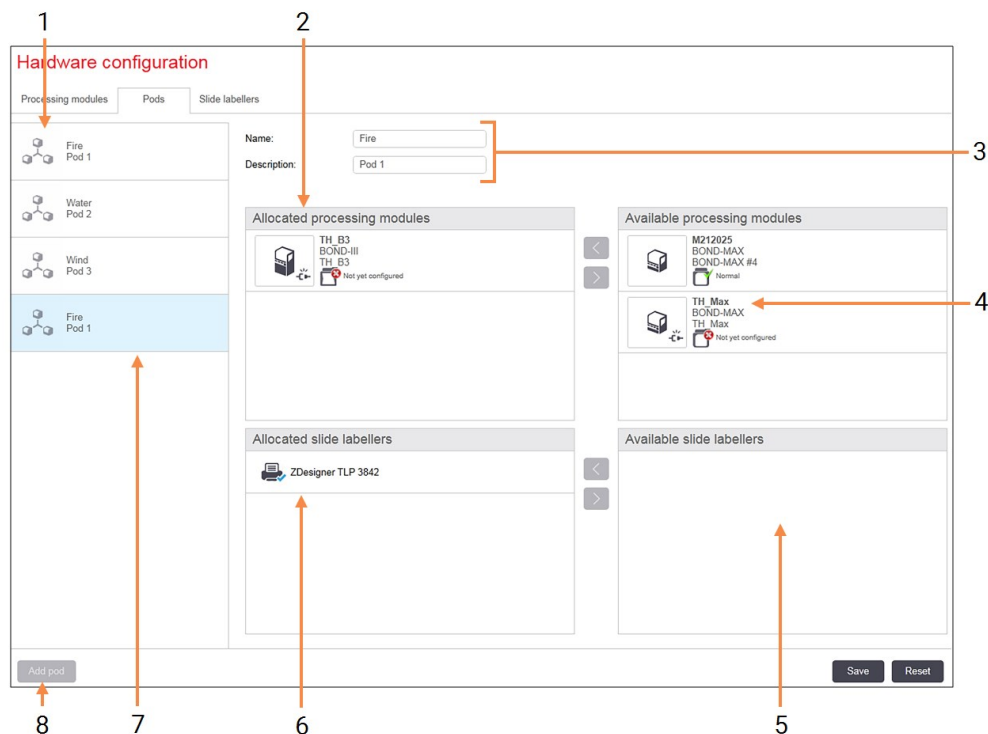 1
2
Hardware configuration
Processing modules
Pods
Slide labellers
Fire
Pod 1
Water
Pod 2
Wind
Pod 3
Fire
Pod 1
Name:
Fire
Description:
Pod 1
3
Allocated processing modules
TH_B3
BOND-III
TH_B3
Not yet configured
Available processing modules
M212025
BOND-MAX
BOND-MAX #4
Normal
TH_Max
BOND-MAX
TH_Max
Not yet configured
4
Allocated slide labellers
ZDesigner TLP 3842
Available slide labellers
Add pod
Save
Reset
8
7
6
5